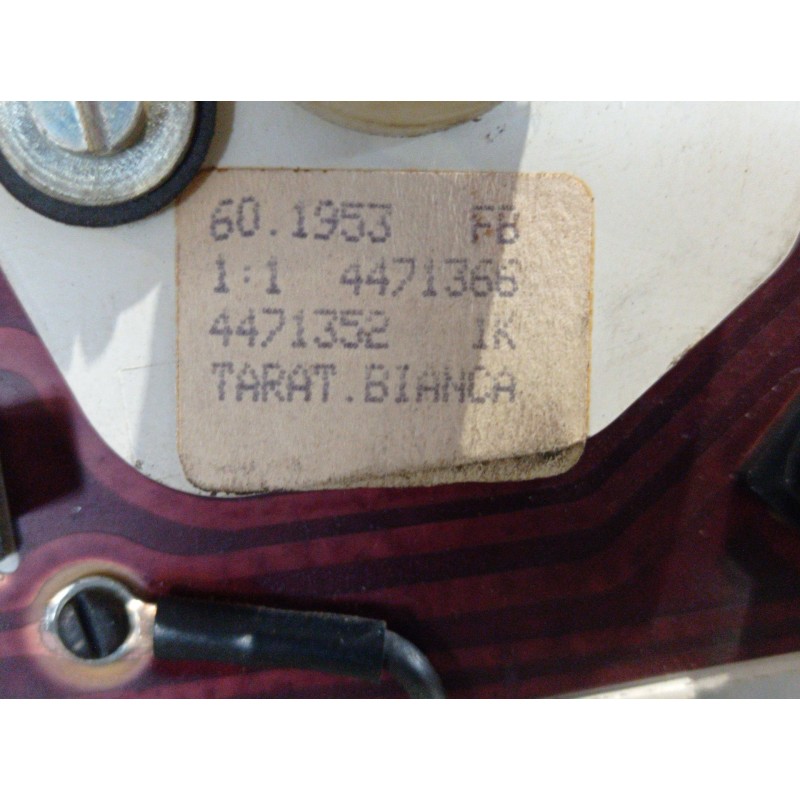 60.1953 FB
1:1 4471366
4471352 1K
TARAT.BIANCA